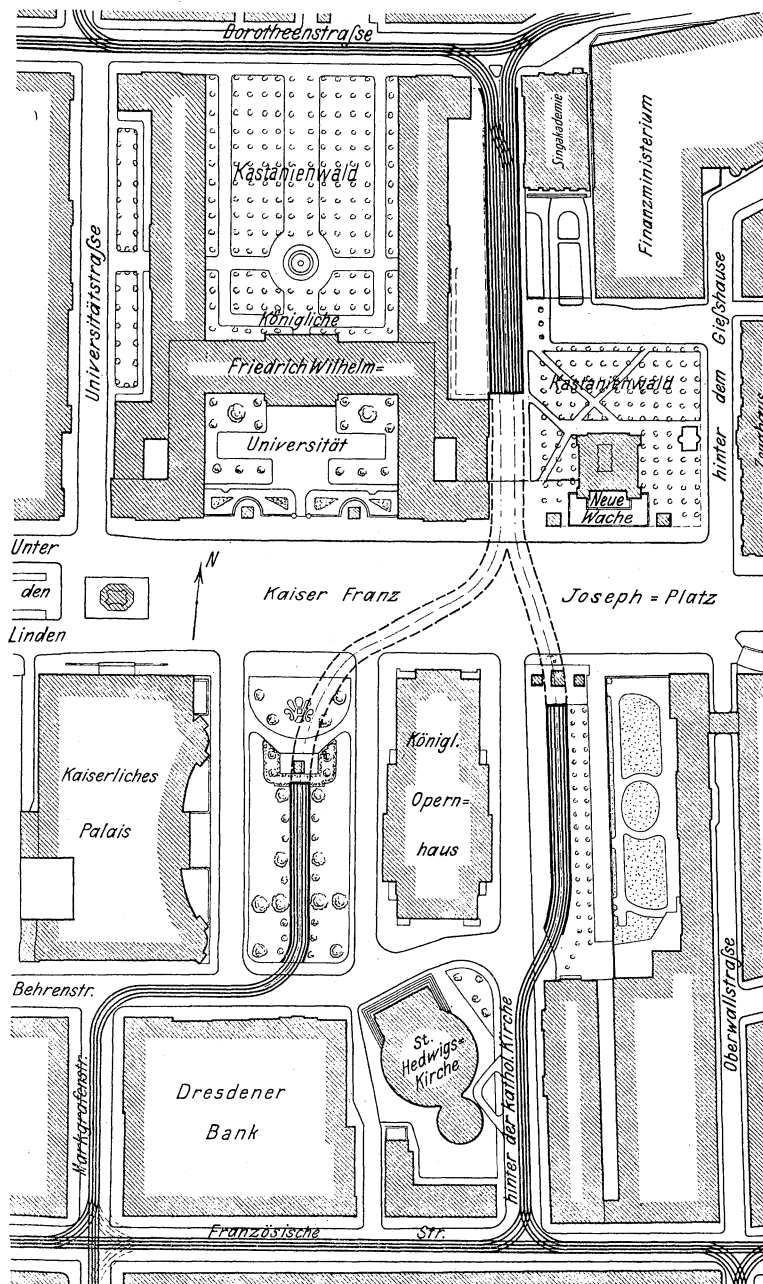 Dorotheenstraße
Singakademie
Finanzministerium
Kastanienwald
Universitätstraße
Königliche
Friedrich Wilhelm=
Universität
Kastanienwald
hinter dem Gießhause
Zeughaus
Neue
Wache
Unter
den
Linden
N
Kaiser Franz Joseph = Platz
Kaiserliches
Palais
Königl.
Opern=
haus
Behrenstr.
Markgrafenstr.
Dresdener
Bank
St.
Hedwigs=
Kirche
hinter der Kathol. Kirche
Oberwallstraße
Französische Str.